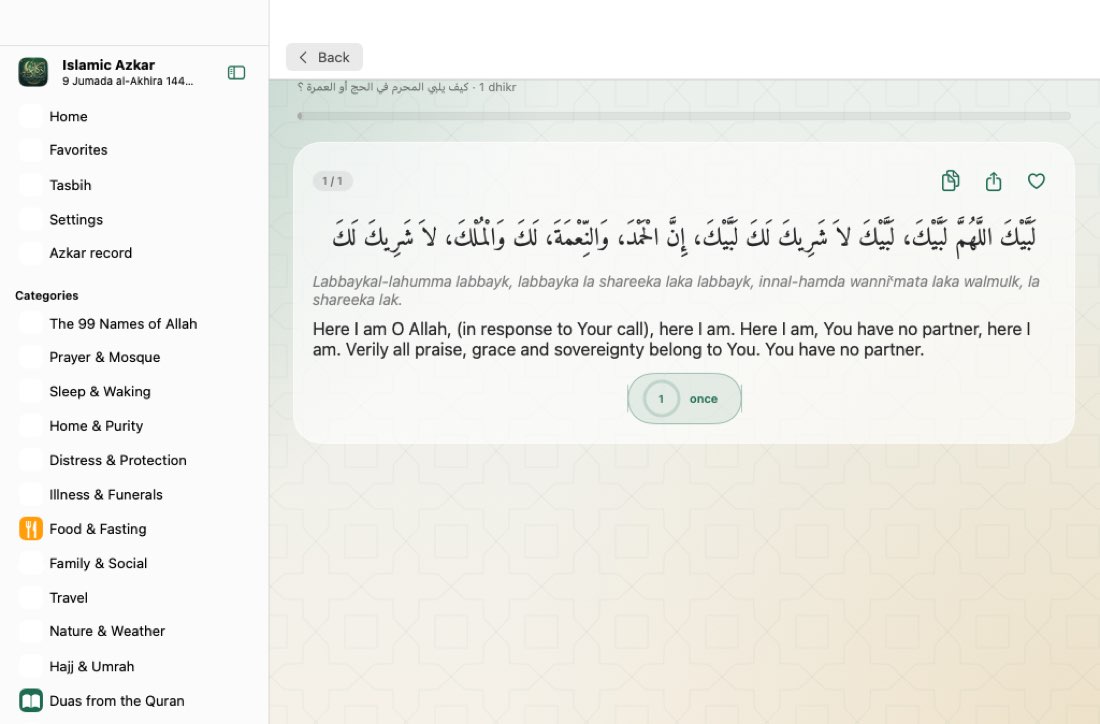 Islamic Azkar
9 Jumada al-Akhira 144...
Home
Favorites
Tasbih
Settings
Azkar record
Categories
The 99 Names of Allah
Prayer & Mosque
Sleep & Waking
Home & Purity
Distress & Protection
Illness & Funerals
Food & Fasting
Family & Social
Travel
Nature & Weather
Hajj & Umrah
Duas from the Quran
Back
كيف يلبي المحرم في الحج أو العمرة ؟ · 1 dhikr
1 / 1
لَبَّيْكَ اللَّهُمَّ لَبَّيْكَ، لَبَّيْكَ لاَ شَرِيكَ لَكَ لَبَّيْكَ، إِنَّ الْحَمْدَ، وَالنِّعْمَةَ، لَكَ وَالْمُلْكَ، لاَ شَرِيكَ لَكَ
Labbaykal-lahumma labbayk, labbayka la shareeka laka labbayk, innal-hamda wanniʿmata laka walmulk, la
shareeka lak.
Here I am O Allah, (in response to Your call), here I am. Here I am, You have no partner, here I
am. Verily all praise, grace and sovereignty belong to You. You have no partner.
1 once